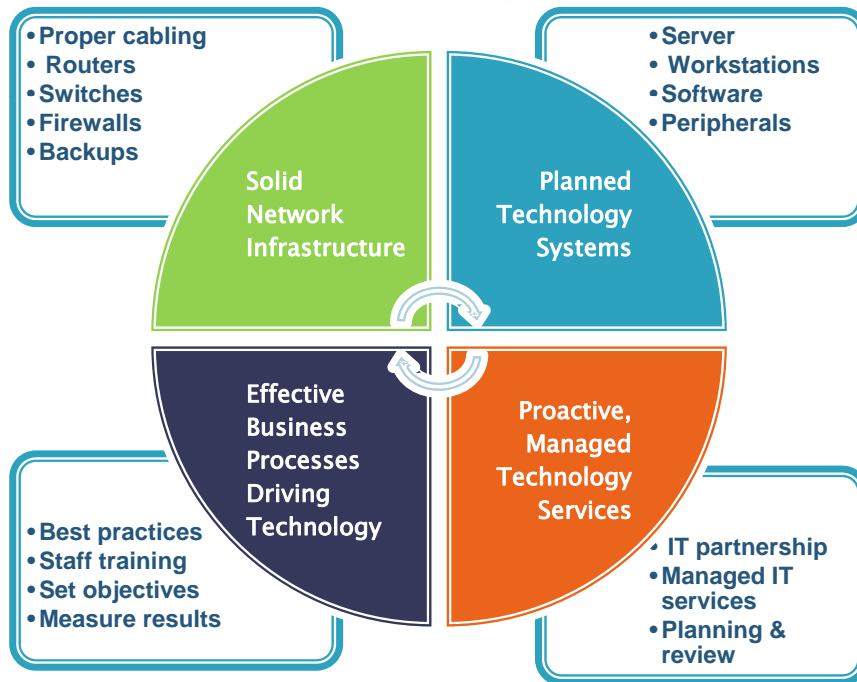 • Proper cabling
• Routers
• Switches
• Firewalls
• Backups
Solid
Network
Infrastructure
• Server
• Workstations
• Software
• Peripherals
Planned
Technology
Systems
Effective
Business
Processes
Driving
Technology
• Best practices
• Staff training
• Set objectives
• Measure results
Proactive,
Managed
Technology
Services
• IT partnership
• Managed IT
services
• Planning &
review